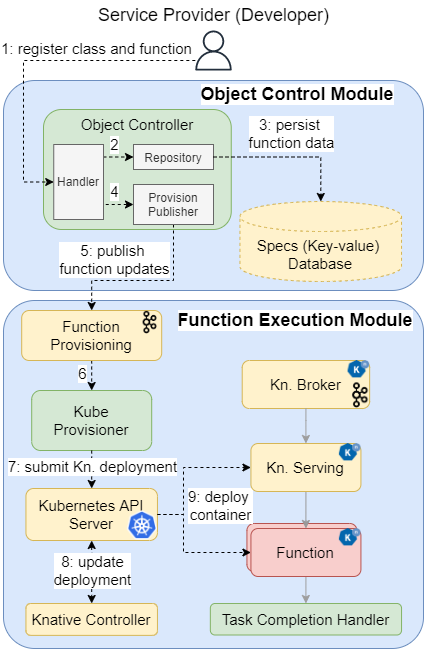 Service Provider (Developer)
1: register class and function
Object Control Module
Object Controller
2
3: persist
function data
Repository
Handler
4
Provision
Publisher
Specs (Key-value)
Database
5: publish
function updates
Function Execution Module
Function
Provisioning
6
Kn. Broker
Kube
Provisioner
7: submit Kn. deployment
Kn. Serving
Kubernetes API
Server
9: deploy
container
Function
8: update
deployment
Knative Controller
Task Completion Handler